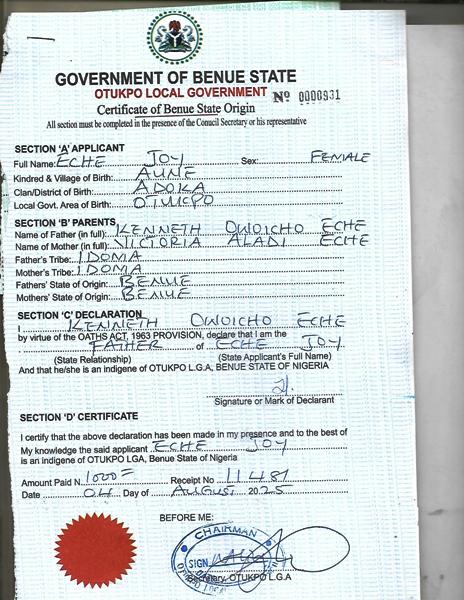 GOVERNMENT OF BENUE STATE
OTUKPO LOCAL GOVERNMENT Nº 0000931
Certificate of Benue State Origin
All section must be completed in the presence of the Council Secretary or his representative
SECTION 'A' APPLICANT
Full Name: ECHE JOY Sex: FEMALE
Kindred & Village of Birth: AUNE
Clan/District of Birth: ADOKA
Local Govt. Area of Birth: OTUKPO
SECTION 'B' PARENTS
Name of Father (in full) KENNETH OWOICHO ECHE
Name of Mother (in full) VICTORIA ALADI ECHE
Father's Tribe: IDOMA
Mother's Tribe: IDOMA
Fathers' State of Origin: BENUE
Mothers' State of Origin: BENUE
SECTION 'C' DECLARATION
I KENNETH OWOICHO ECHE
by virtue of the OATHS ACT, 1963 PROVISION, declare that I am the
FATHER of ECHE JOY
(State Relationship) (State Applicant's Full Name)
And that he/she is an indigene of OTUKPO L.G.A, BENUE STATE OF NIGERIA
Signature or Mark of Declarant
SECTION 'D' CERTIFICATE
I certify that the above declaration has been made in my presence and to the best of
My knowledge the said applicant ECHE JOY
is an indigene of OTUKPO LGA, Benue State of Nigeria
Amount Paid N 1000= Receipt No 11481
Date 04 Day of AUGUST 2025
BEFORE ME:
CHAIRMAN
SIGN
Secretary, OTUKPO L.G.A